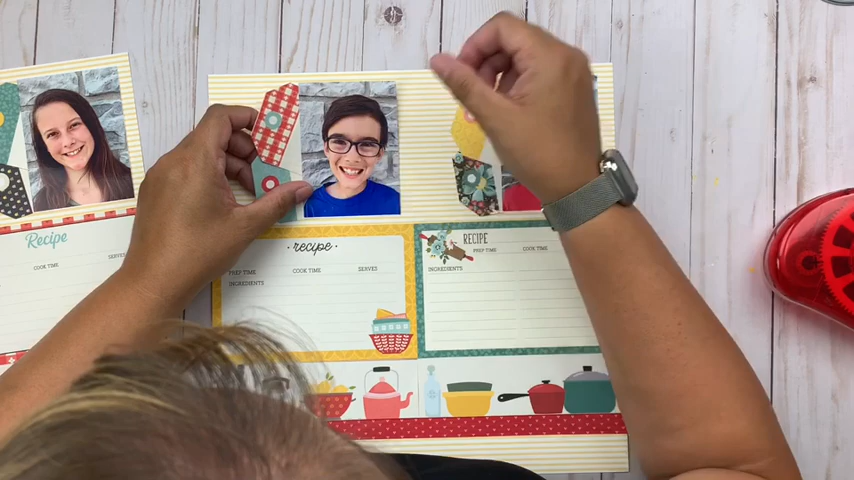 Recipe
COOK TIME
SERVES
• recipe •
PREP TIME
COOK TIME
SERVES
INGREDIENTS
RECIPE
PREP TIME
COOK TIME
INGREDIENTS